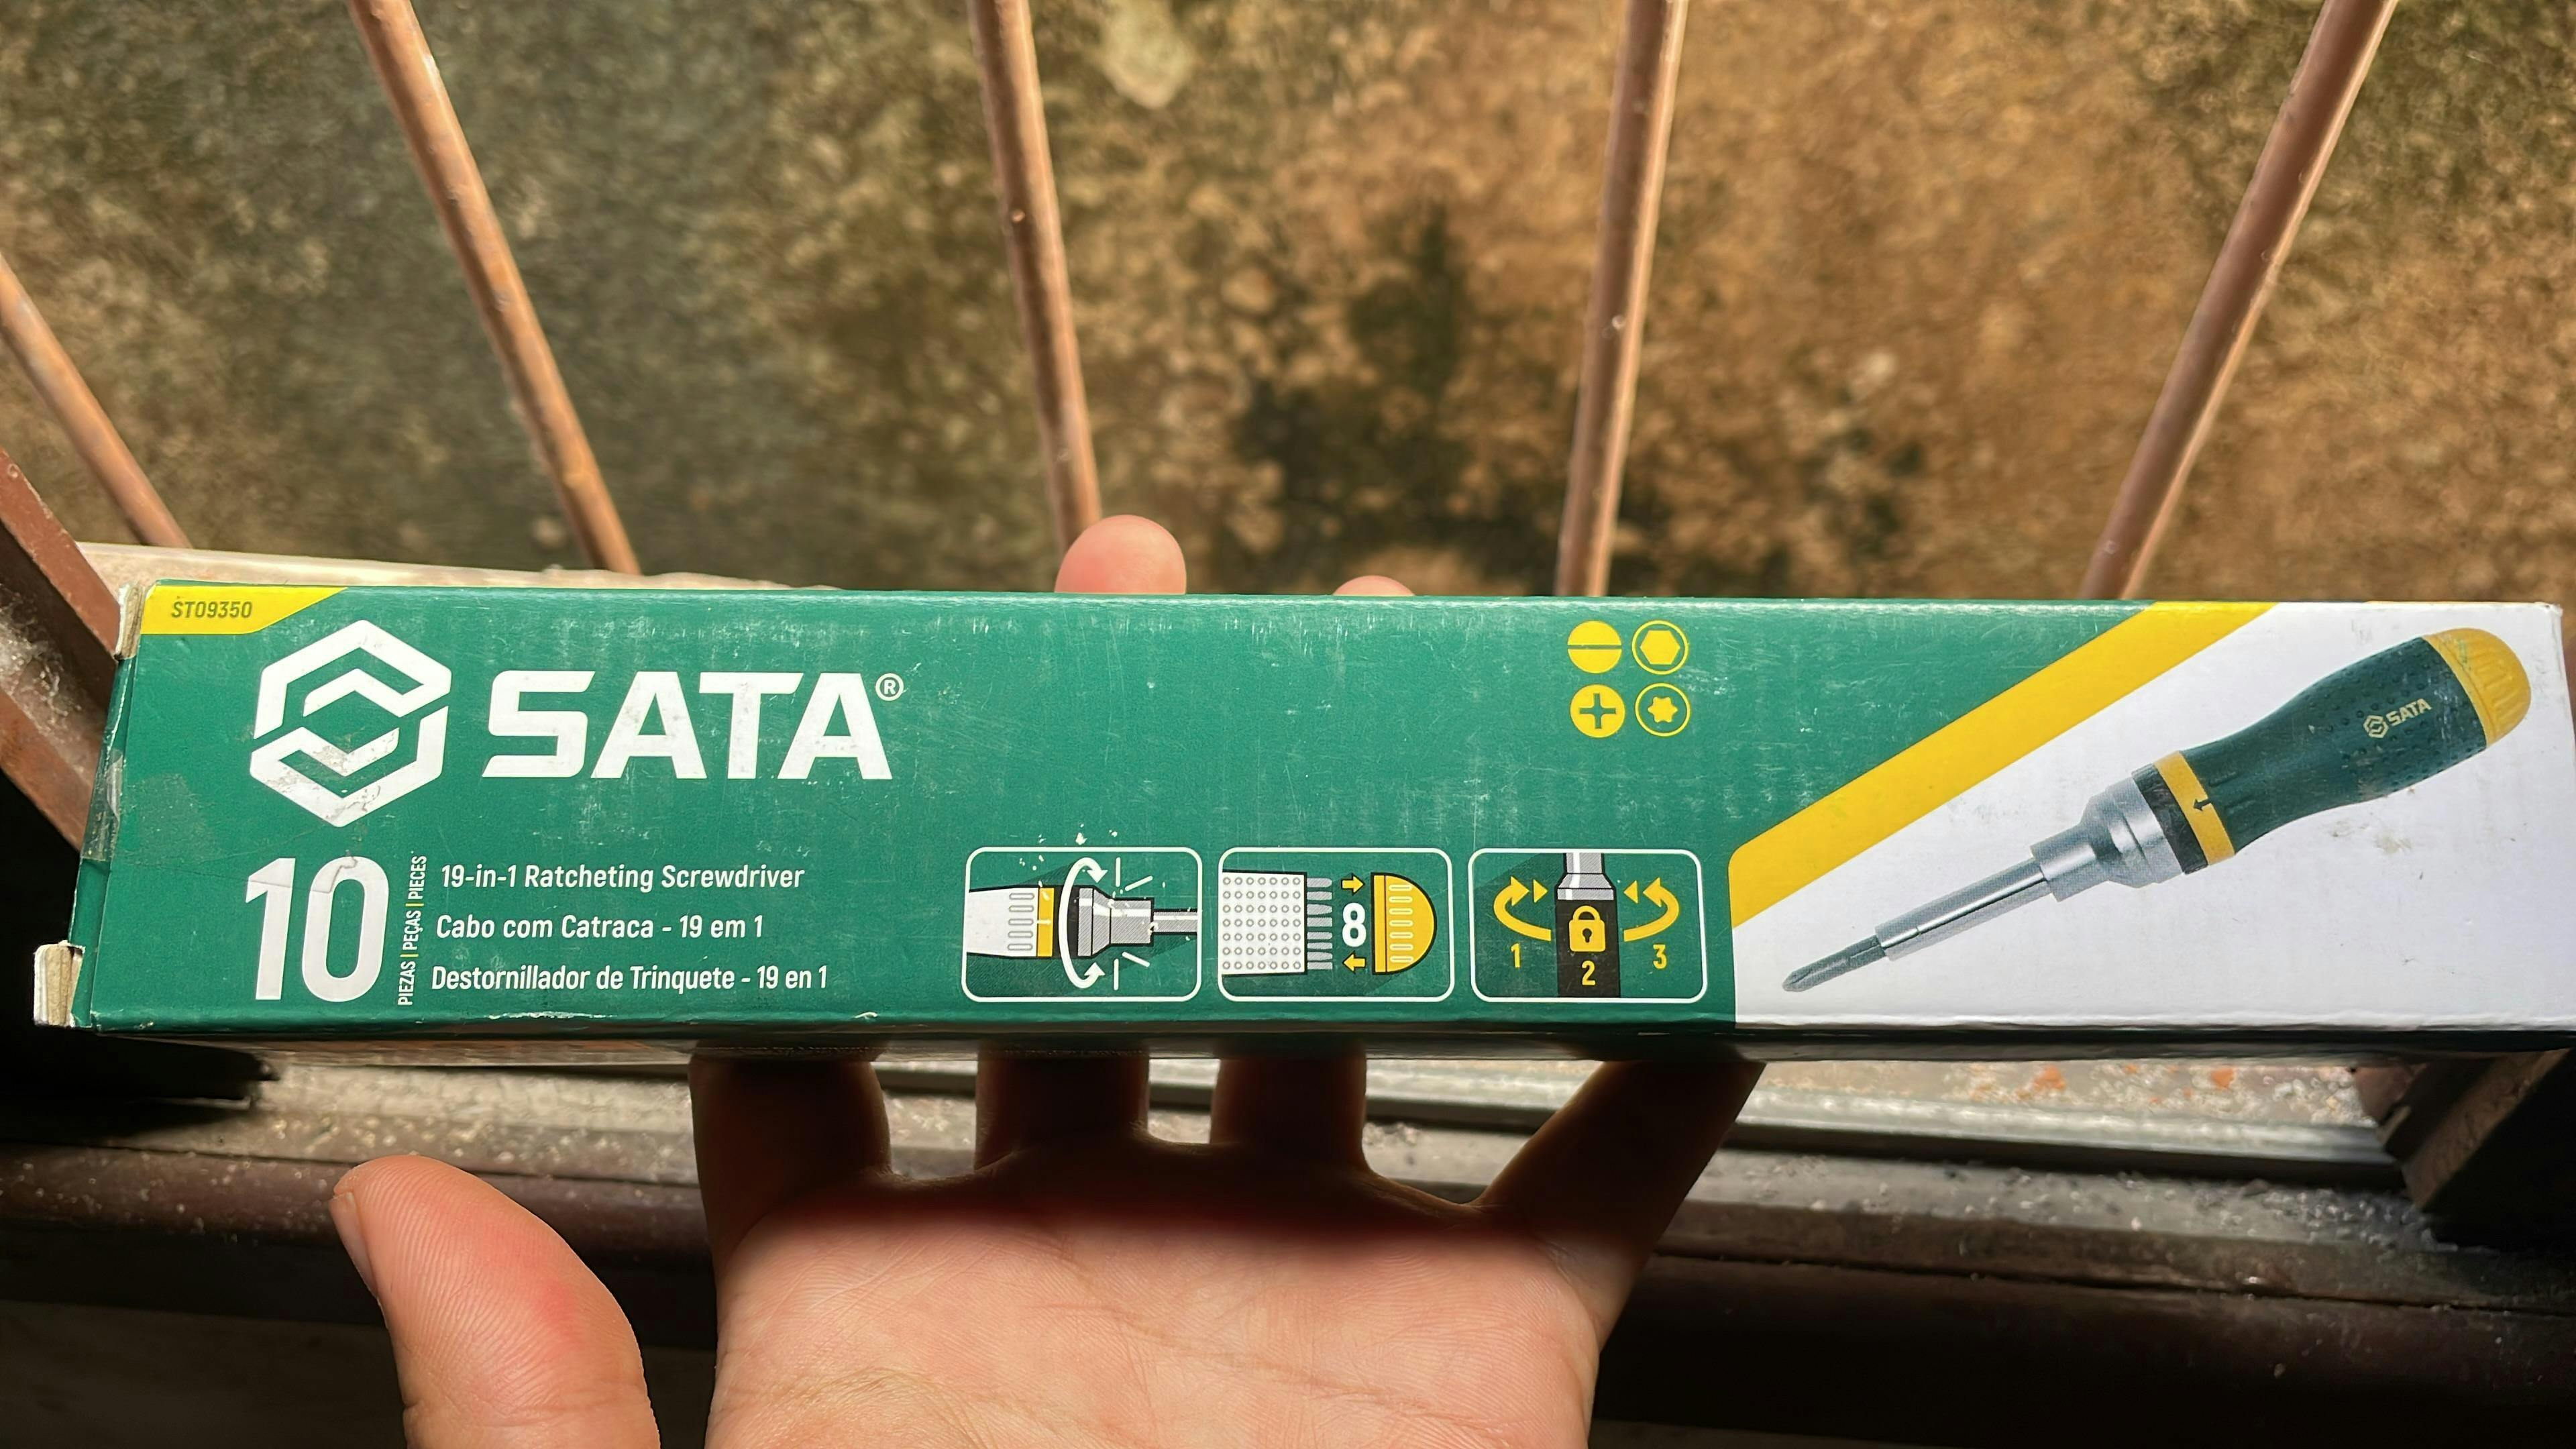 ST09350
SATA®
10
PIEZAS | PEÇAS | PIECES
19-in-1 Ratcheting Screwdriver
Cabo com Catraca - 19 em 1
Destornillador de Trinquete - 19 en 1
8
1
2
3
SATA